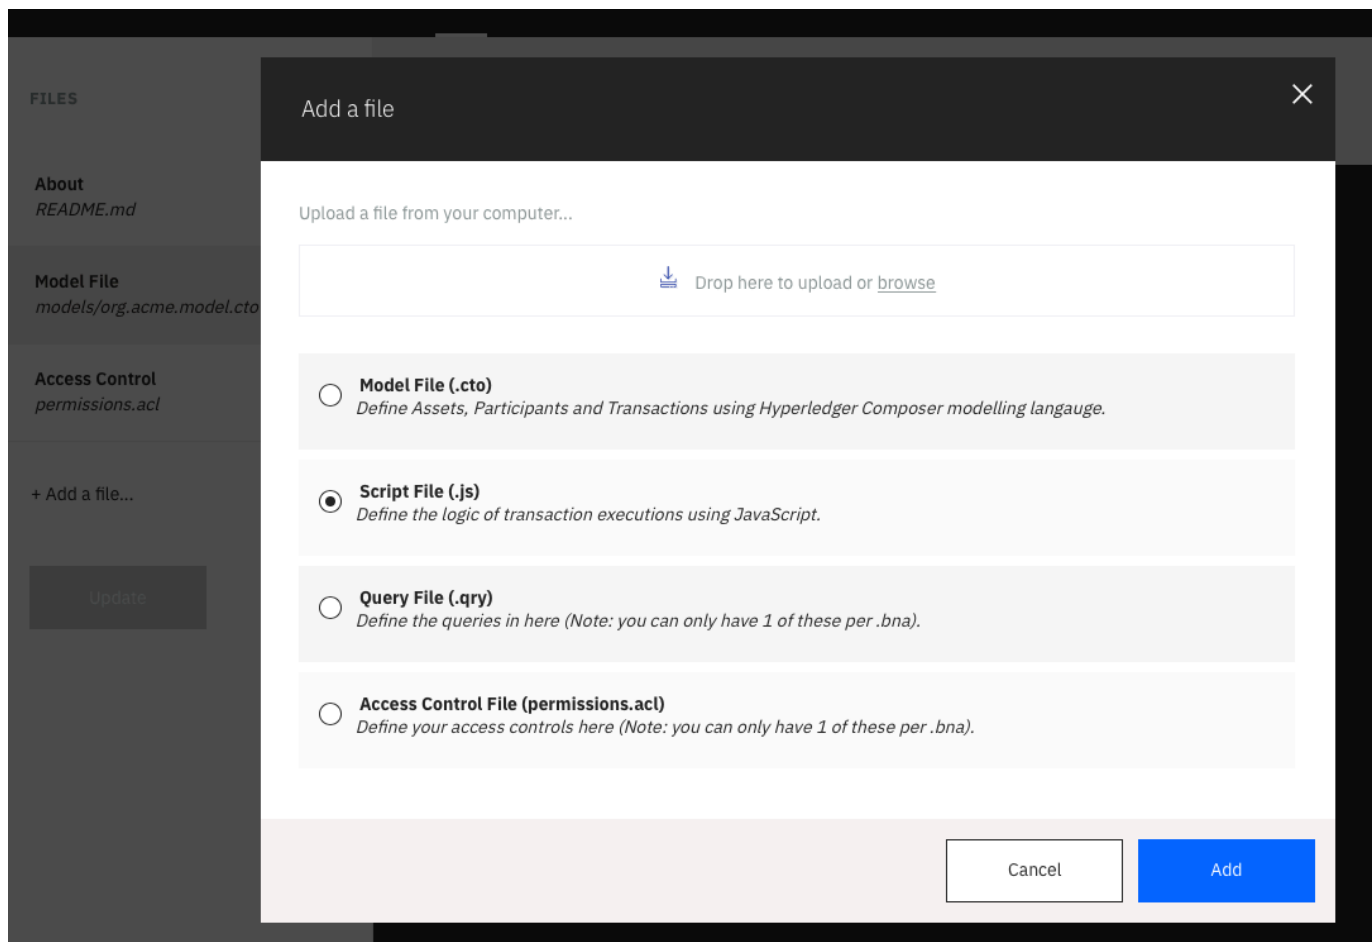 FILES
About
README.md
Model File
models/org.acme.model.cto
Access Control
permissions.acl
+ Add a file...
Update
Add a file
Upload a file from your computer...
Drop here to upload or browse
Model File (.cto)
Define Assets, Participants and Transactions using Hyperledger Composer modelling langauge.
Script File (.js)
Define the logic of transaction executions using JavaScript.
Query File (.qry)
Define the queries in here (Note: you can only have 1 of these per .bna).
Access Control File (permissions.acl)
Define your access controls here (Note: you can only have 1 of these per .bna).
Cancel
Add